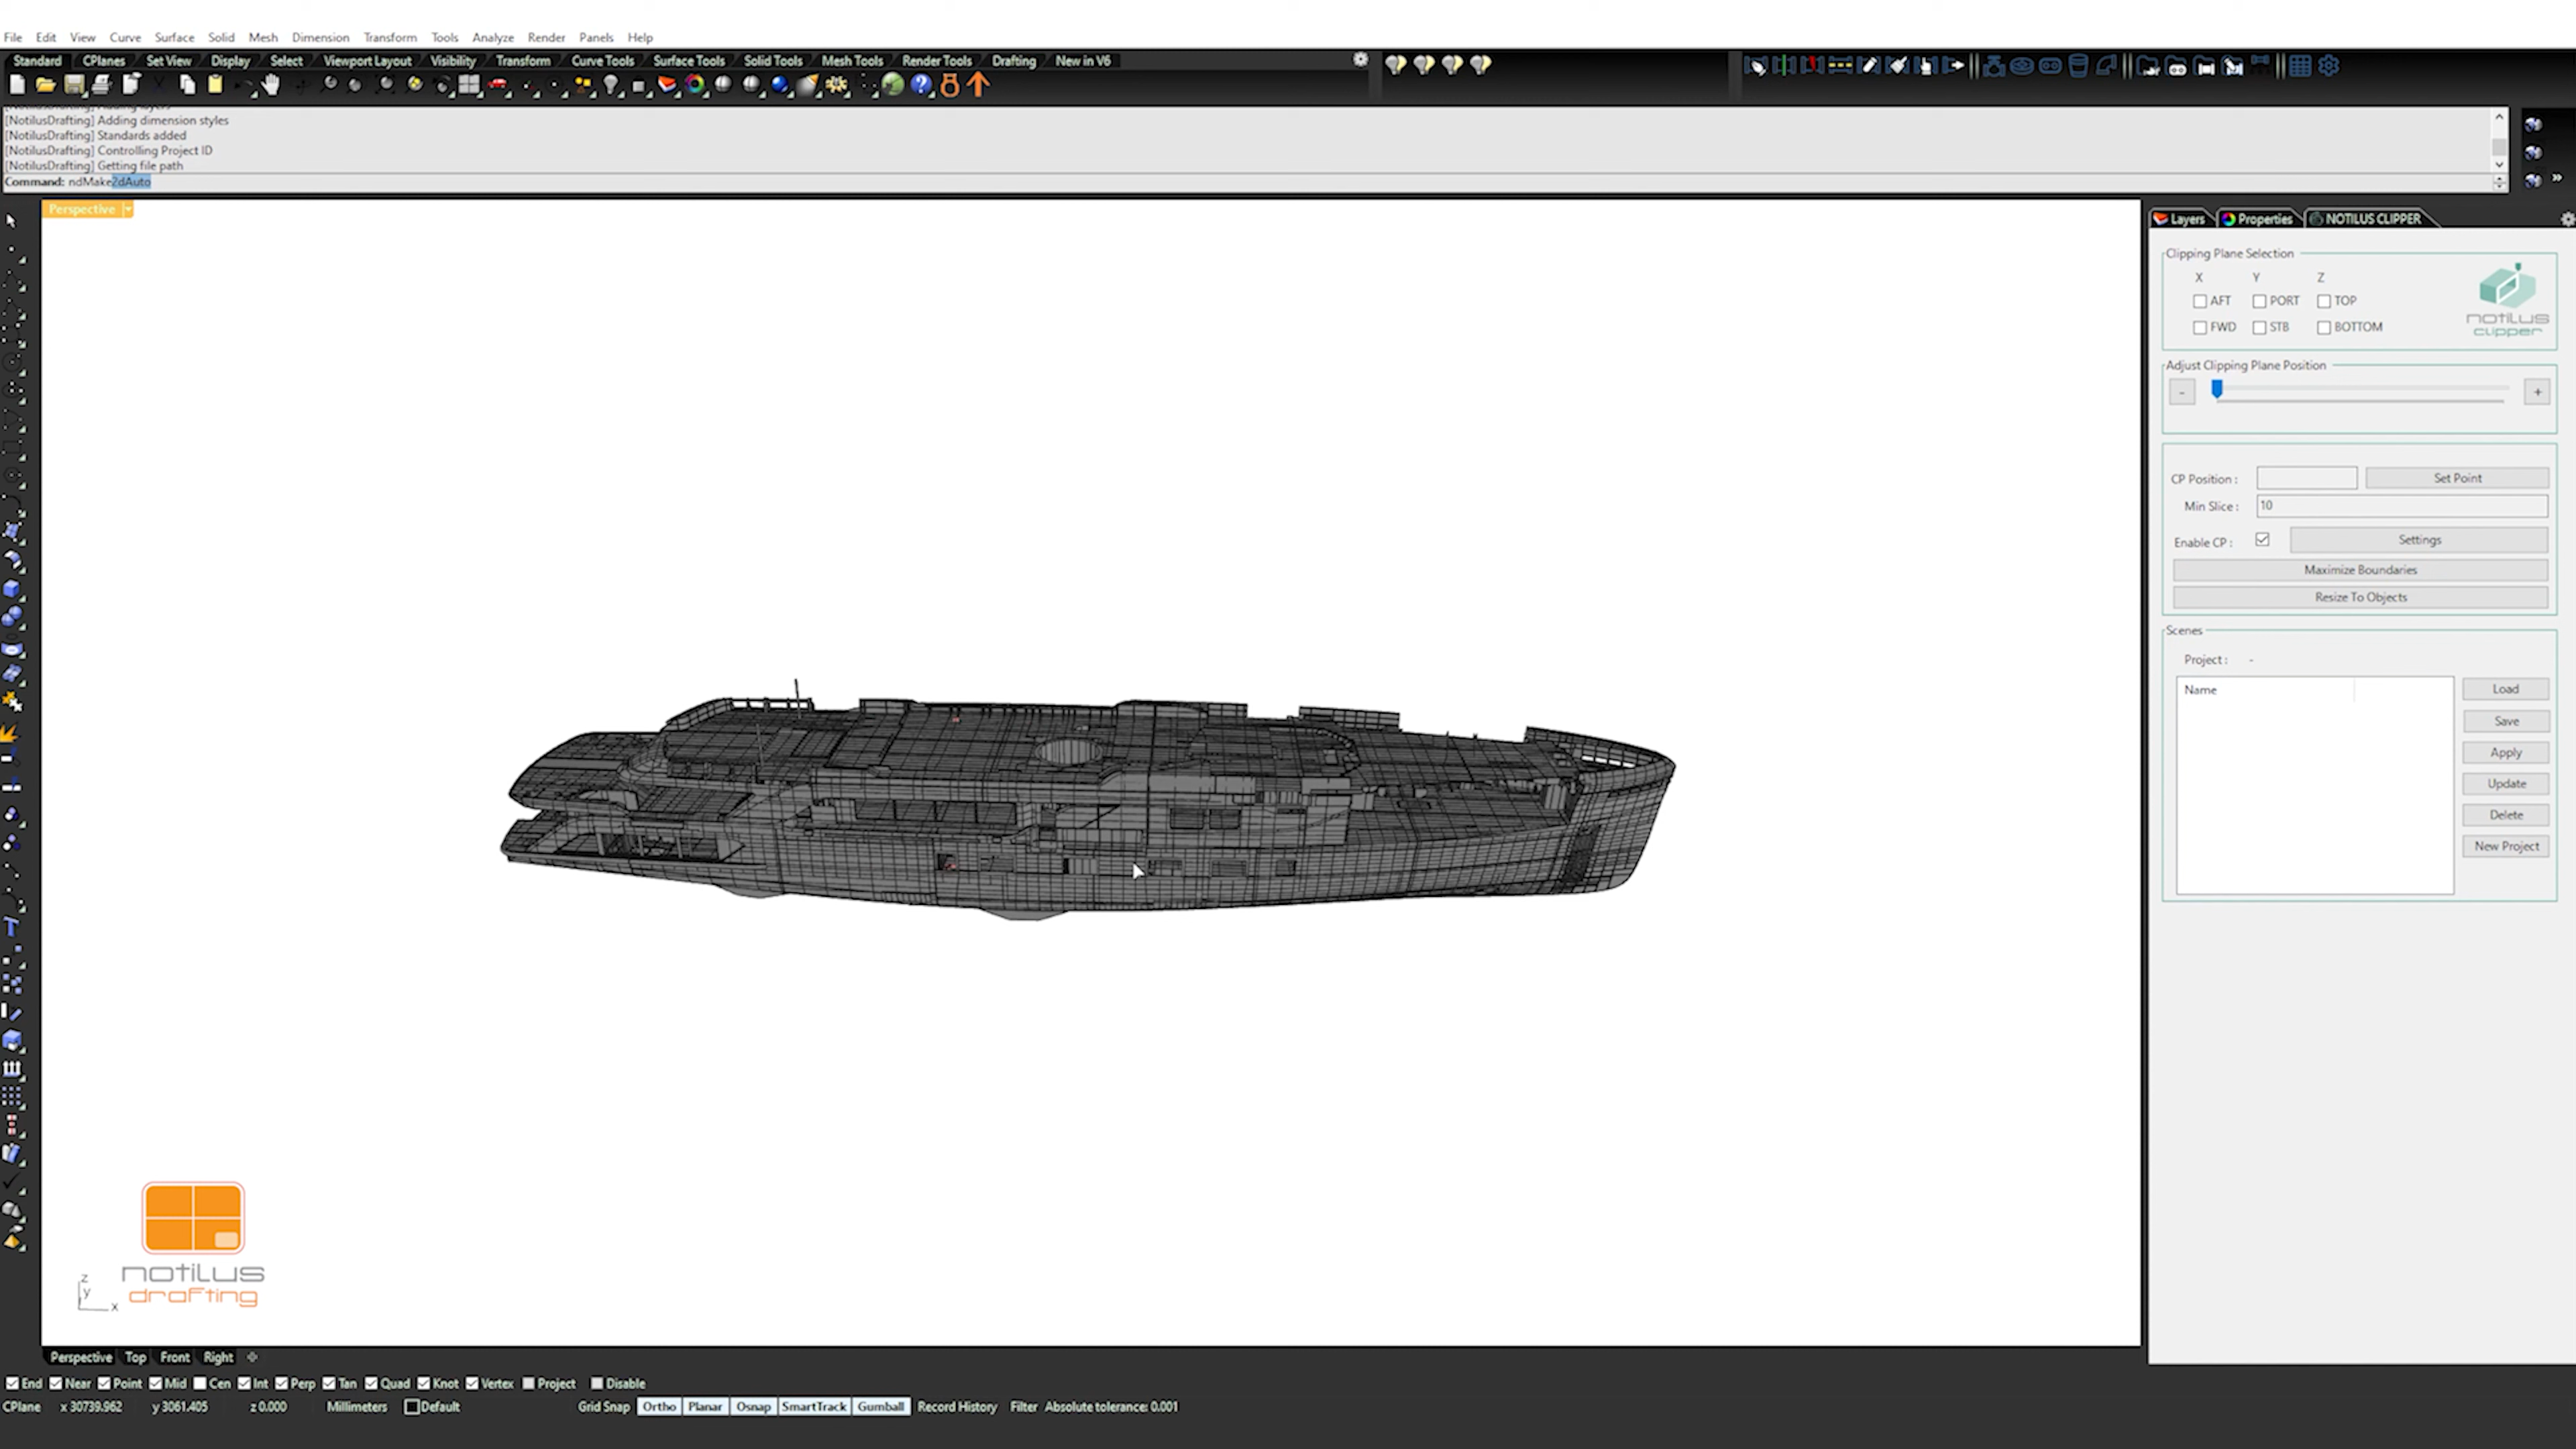 File Edit View Curve Surface Solid Mesh Dimension Transform Tools Analyze Render Panels Help
Standard CPlanes Set View Display Select Viewport Layout Visibility Transform Curve Tools Surface Tools Solid Tools Mesh Tools Render Tools Drafting New in V6
[NotilusDrafting] Adding layers
[NotilusDrafting] Adding dimension styles
[NotilusDrafting] Standards added
[NotilusDrafting] Controlling Project ID
[NotilusDrafting] Getting file path
Command: ndMake2dAuto
Perspective
Layers Properties NOTILUS CLIPPER
Clipping Plane Selection
X Y Z
AFT PORT TOP
FWD STB BOTTOM
notilus
clipper
Adjust Clipping Plane Position
- +
CP Position : Set Point
Min Slice : 10
Enable CP : Settings
Maximize Boundaries
Resize To Objects
Scenes
Project : -
Name
Load
Save
Apply
Update
Delete
New Project
notilus
drafting
z
y
x
Perspective Top Front Right
End Near Point Mid Cen Int Perp Tan Quad Knot Vertex Project Disable
CPlane x 30739.962 y 3061.405 z 0.000 Millimeters Default Grid Snap Ortho Planar Osnap SmartTrack Gumball Record History Filter Absolute tolerance: 0.001